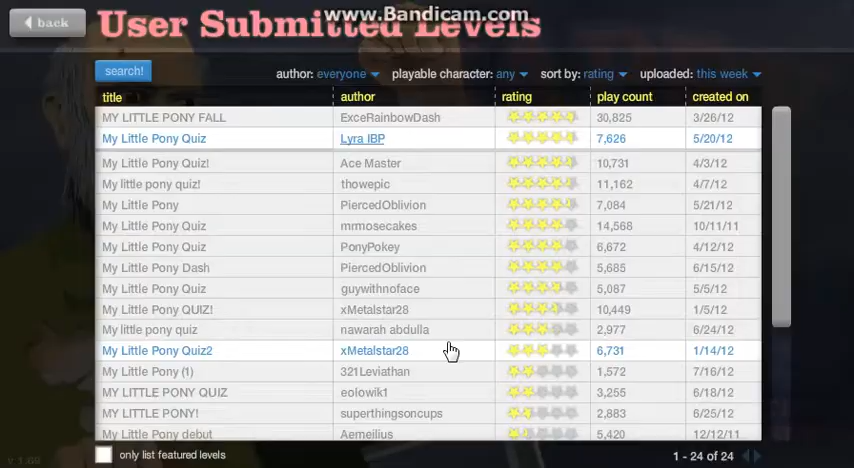 www.Bandicam.com
back
User Submitted Levels
search!
author: everyone playable character: any sort by: rating uploaded: this week
title author rating play count created on
MY LITTLE PONY FALL ExceRainbowDash 30,825 3/26/12
My Little Pony Quiz Lyra IBP 7,626 5/20/12
My Little Pony Quiz! Ace Master 10,731 4/3/12
My little pony quiz! thowepic 11,162 4/7/12
My Little Pony PiercedOblivion 7,084 5/21/12
My Little Pony Quiz mrmosecakes 14,568 10/11/11
My Little Pony Quiz PonyPokey 6,672 4/12/12
My Little Pony Dash PiercedOblivion 5,685 6/15/12
My Little Pony Quiz guywithnoface 5,087 5/5/12
My Little Pony QUIZ! xMetalstar28 10,449 1/5/12
My little pony quiz nawarah abdulla 2,977 6/24/12
My Little Pony Quiz2 xMetalstar28 6,731 1/14/12
My Little Pony (1) 321Leviathan 1,572 7/16/12
MY LITTLE PONY QUIZ eolowik1 3,255 6/18/12
MY LITTLE PONY! superthingsoncups 2,883 6/25/12
My Little Pony debut Aemeilius 5,420 12/12/11
only list featured levels 1 - 24 of 24